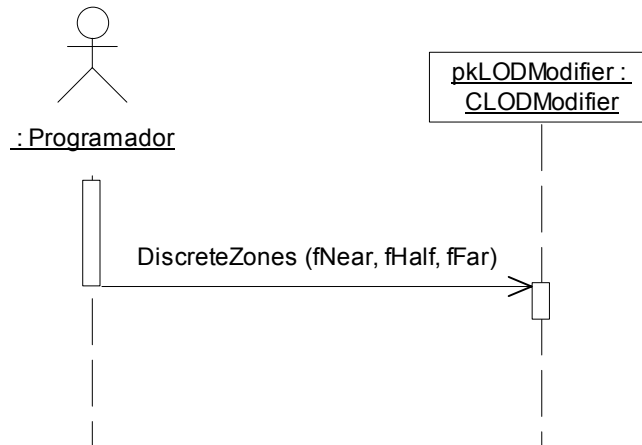 pkLODModifier :
CLODModifier
: Programador
DiscreteZones (fNear, fHalf, fFar)